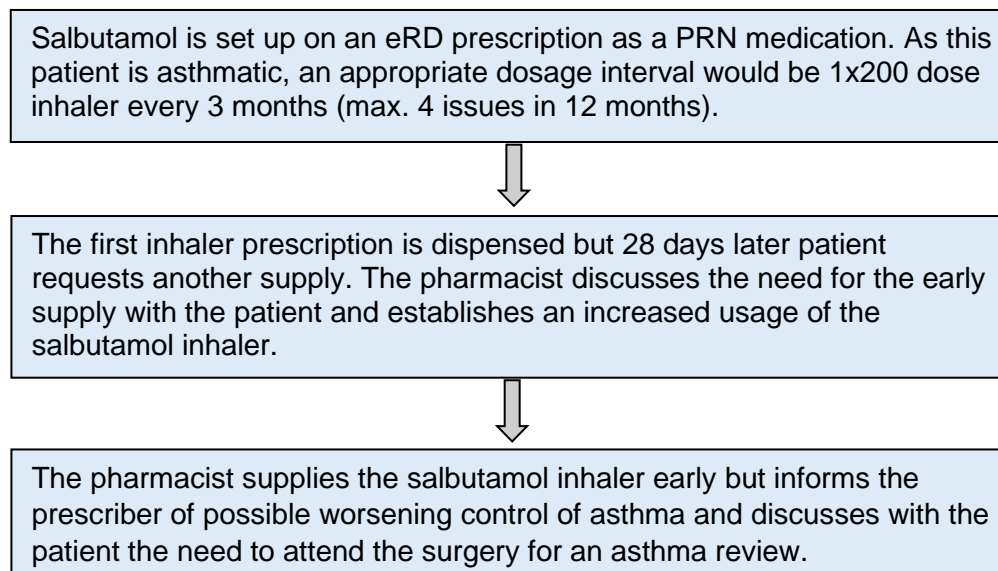 Salbutamol is set up on an eRD prescription as a PRN medication. As this
patient is asthmatic, an appropriate dosage interval would be 1x200 dose
inhaler every 3 months (max. 4 issues in 12 months).
The first inhaler prescription is dispensed but 28 days later patient
requests another supply. The pharmacist discusses the need for the early
supply with the patient and establishes an increased usage of the
salbutamol inhaler.
The pharmacist supplies the salbutamol inhaler early but informs the
prescriber of possible worsening control of asthma and discusses with the
patient the need to attend the surgery for an asthma review.